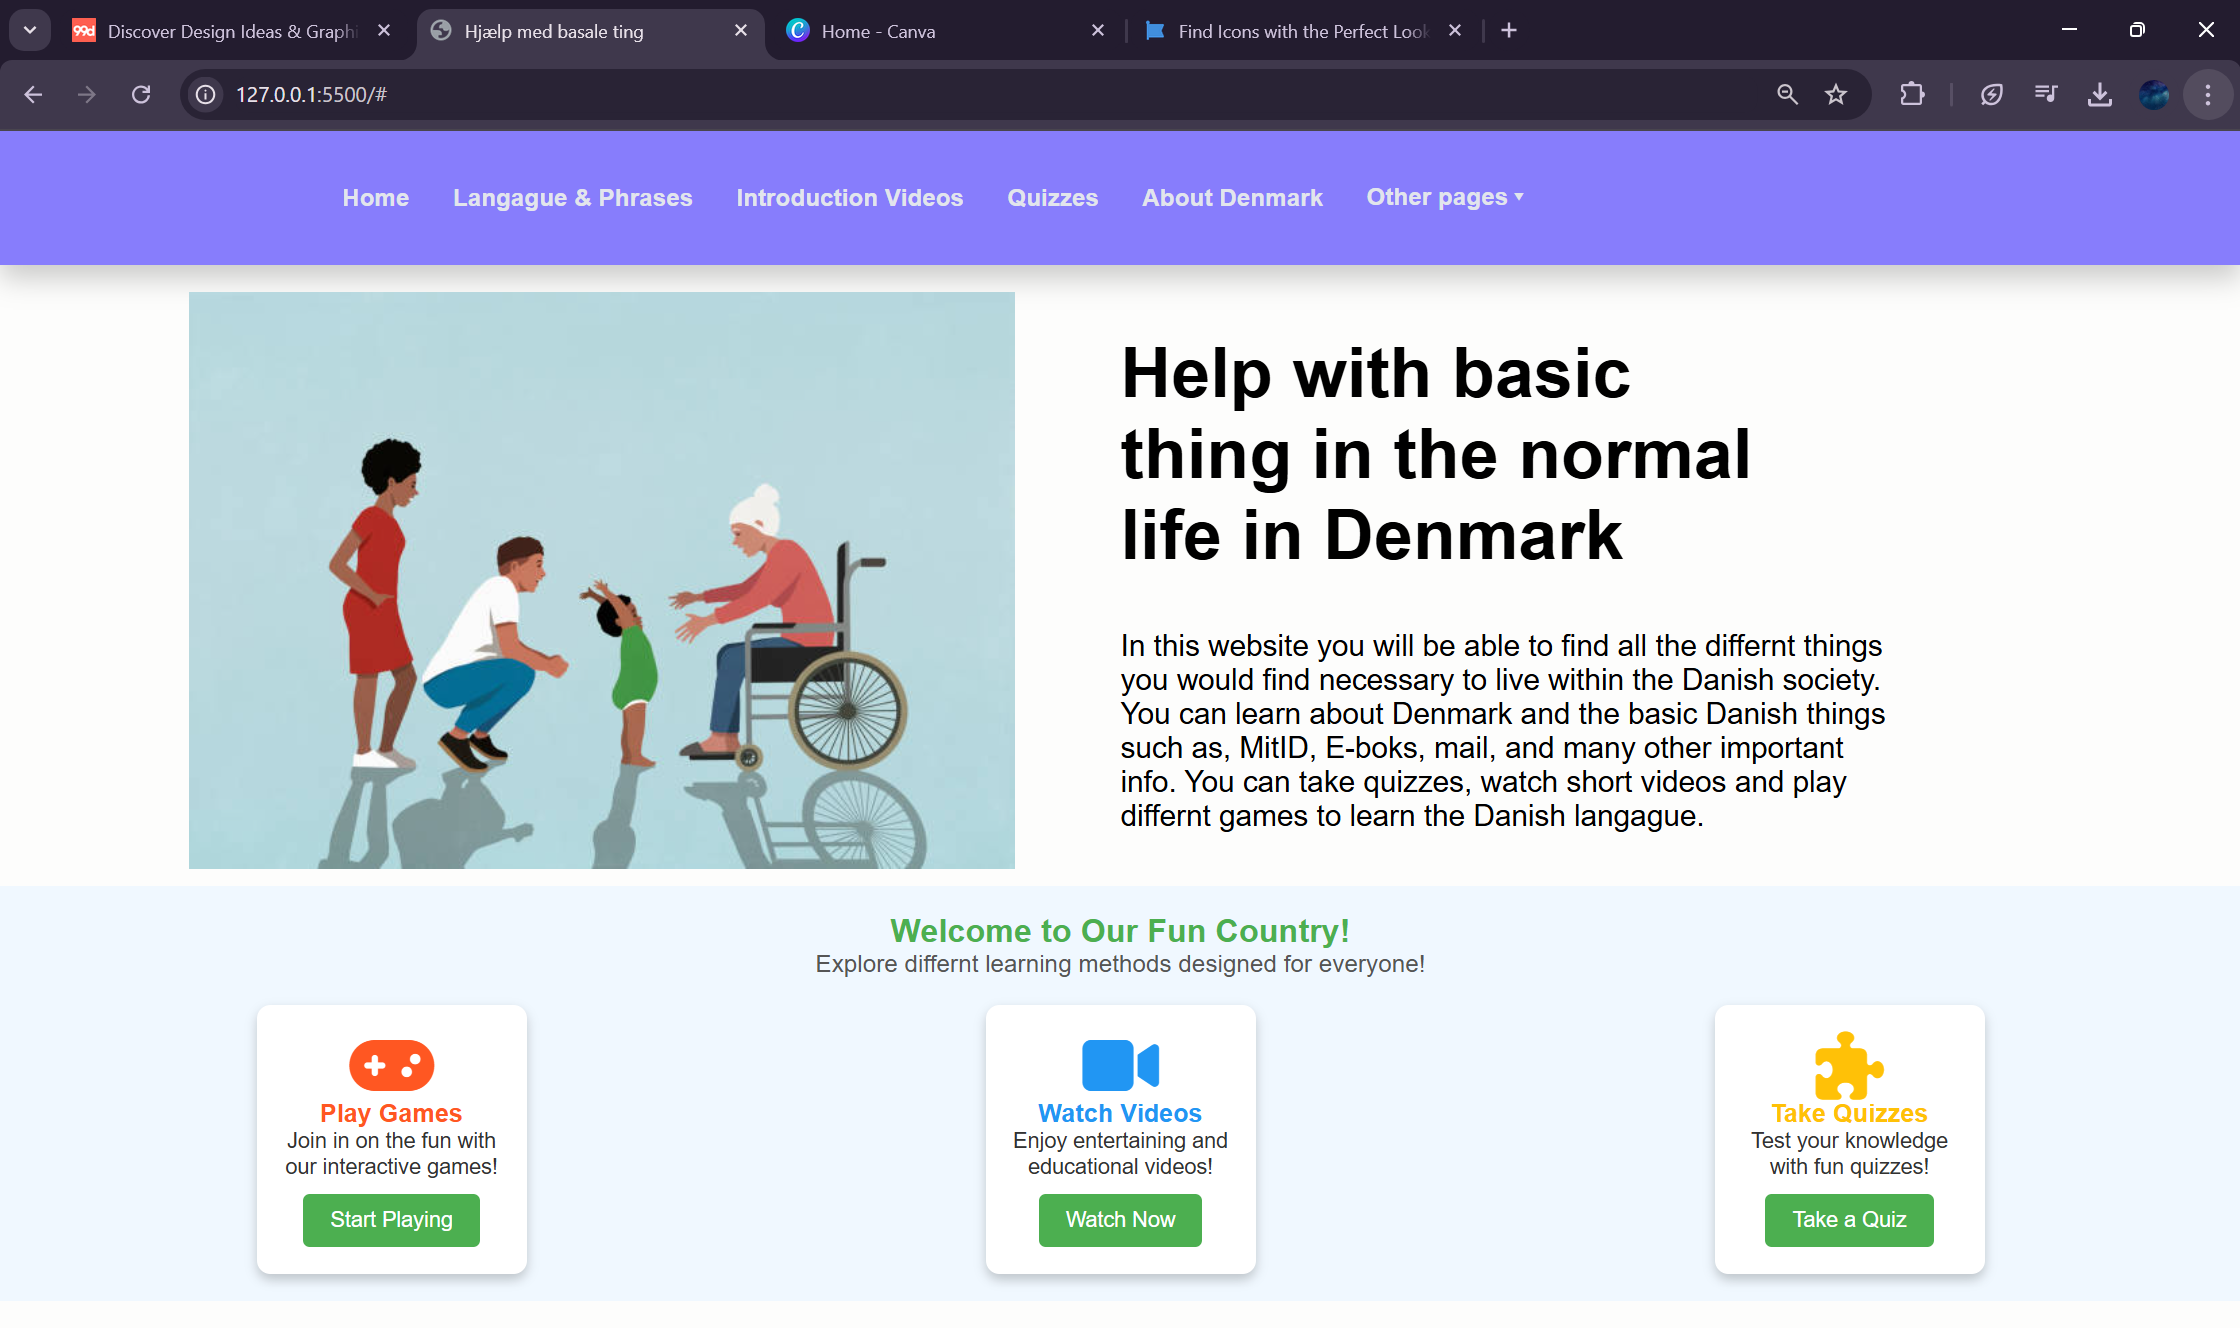 99d Discover Design Ideas & Graphi
Hjælp med basale ting
Home - Canva
Find Icons with the Perfect Look
127.0.0.1:5500/#
Home
Langague & Phrases
Introduction Videos
Quizzes
About Denmark
Other pages
Help with basic
thing in the normal
life in Denmark
In this website you will be able to find all the differnt things
you would find necessary to live within the Danish society.
You can learn about Denmark and the basic Danish things
such as, MitID, E-boks, mail, and many other important
info. You can take quizzes, watch short videos and play
differnt games to learn the Danish langague.
Welcome to Our Fun Country!
Explore differnt learning methods designed for everyone!
Play Games
Join in on the fun with
our interactive games!
Start Playing
Watch Videos
Enjoy entertaining and
educational videos!
Watch Now
Take Quizzes
Test your knowledge
with fun quizzes!
Take a Quiz